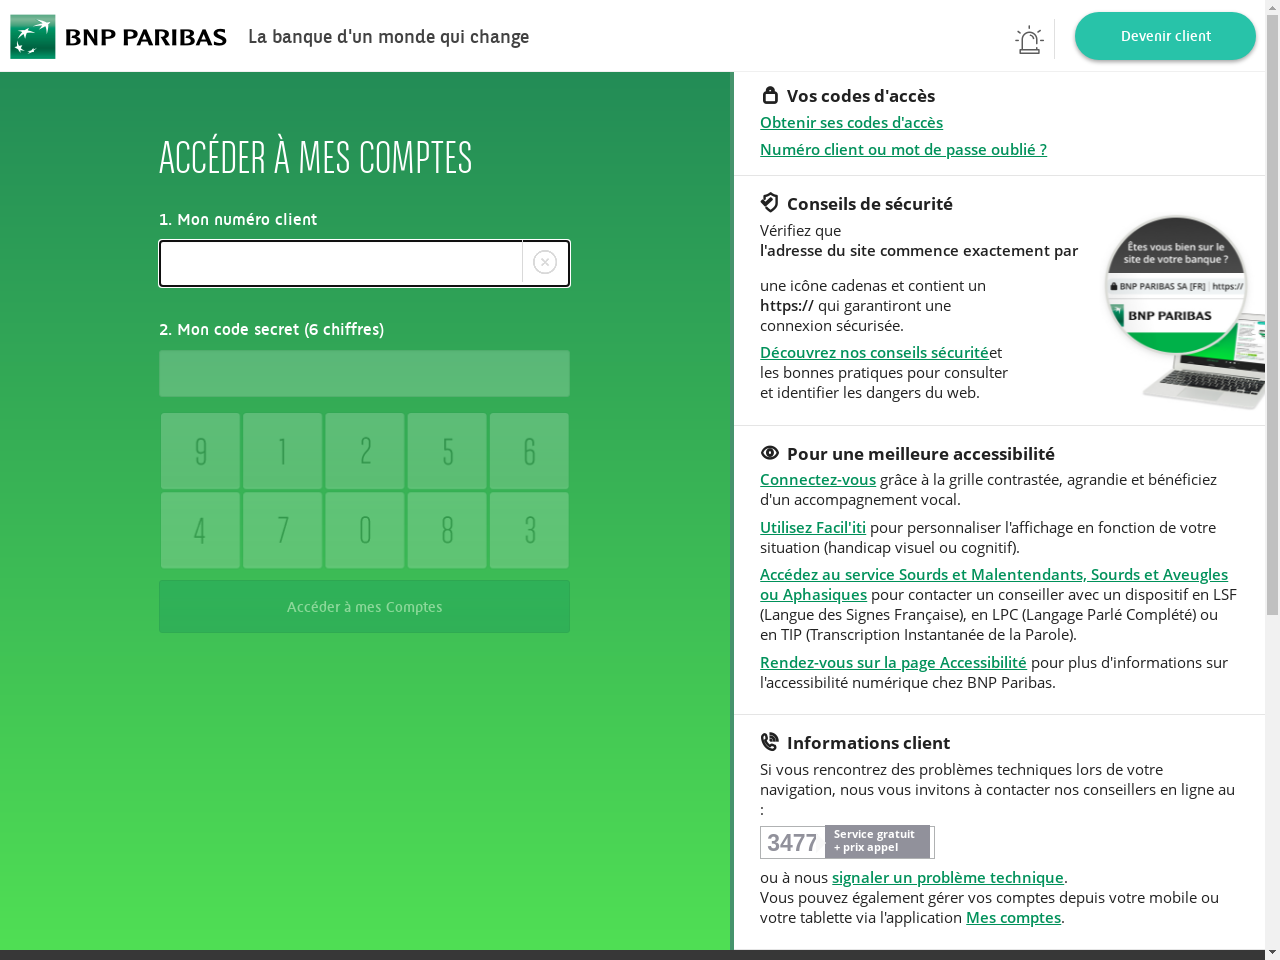 BNP PARIBAS
La banque d'un monde qui change
Devenir client
ACCÉDER À MES COMPTES
1. Mon numéro client
2. Mon code secret (6 chiffres)
9 1 2 5 6
4 7 0 8 3
Accéder à mes Comptes
Vos codes d'accès
Obtenir ses codes d'accès
Numéro client ou mot de passe oublié ?
Conseils de sécurité
Vérifiez que
l'adresse du site commence exactement par
une icône cadenas et contient un
https:// qui garantiront une
connexion sécurisée.
Découvrez nos conseils sécuritéet
les bonnes pratiques pour consulter
et identifier les dangers du web.
Êtes vous bien sur le
site de votre banque ?
BNP PARIBAS SA [FR] https://
BNP PARIBAS
Pour une meilleure accessibilité
Connectez-vous grâce à la grille contrastée, agrandie et bénéficiez
d'un accompagnement vocal.
Utilisez Facil'iti pour personnaliser l'affichage en fonction de votre
situation (handicap visuel ou cognitif).
Accédez au service Sourds et Malentendants, Sourds et Aveugles
ou Aphasiques pour contacter un conseiller avec un dispositif en LSF
(Langue des Signes Française), en LPC (Langage Parlé Complété) ou
en TIP (Transcription Instantanée de la Parole).
Rendez-vous sur la page Accessibilité pour plus d'informations sur
l'accessibilité numérique chez BNP Paribas.
Informations client
Si vous rencontrez des problèmes techniques lors de votre
navigation, nous vous invitons à contacter nos conseillers en ligne au
:
3477 Service gratuit
+ prix appel
ou à nous signaler un problème technique.
Vous pouvez également gérer vos comptes depuis votre mobile ou
votre tablette via l'application Mes comptes.